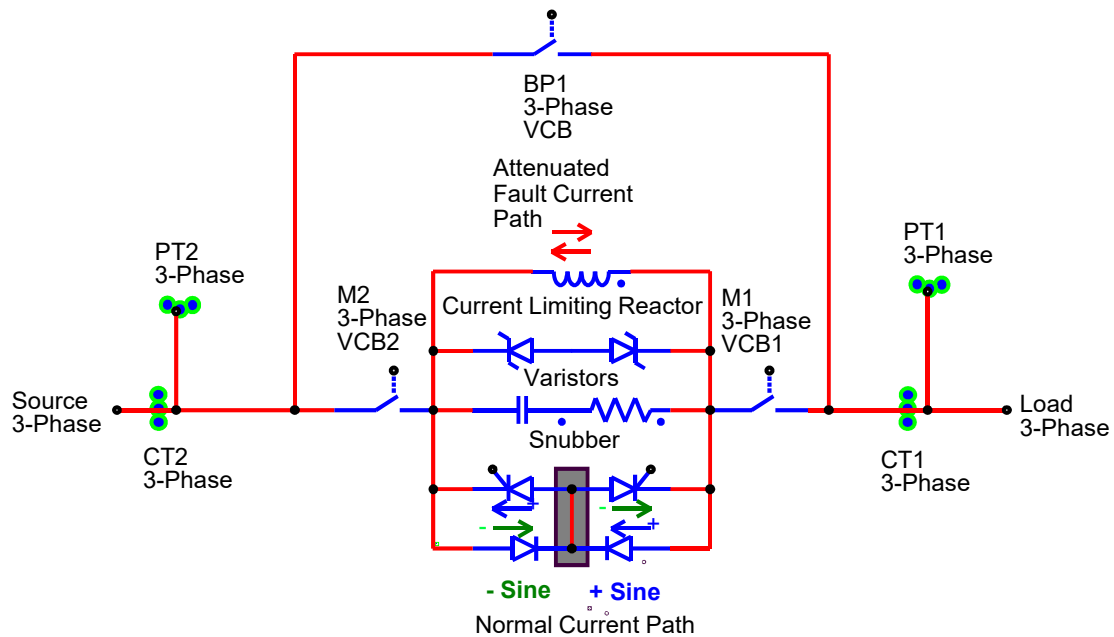 BP1
3-Phase
VCB
Attenuated
Fault Current
Path
PT2
3-Phase
PT1
3-Phase
M2
3-Phase
VCB2
Current Limiting Reactor
M1
3-Phase
VCB1
Varistors
Source
3-Phase
Load
3-Phase
Snubber
CT2
3-Phase
CT1
3-Phase
+
-
-
+
- Sine
+ Sine
Normal Current Path